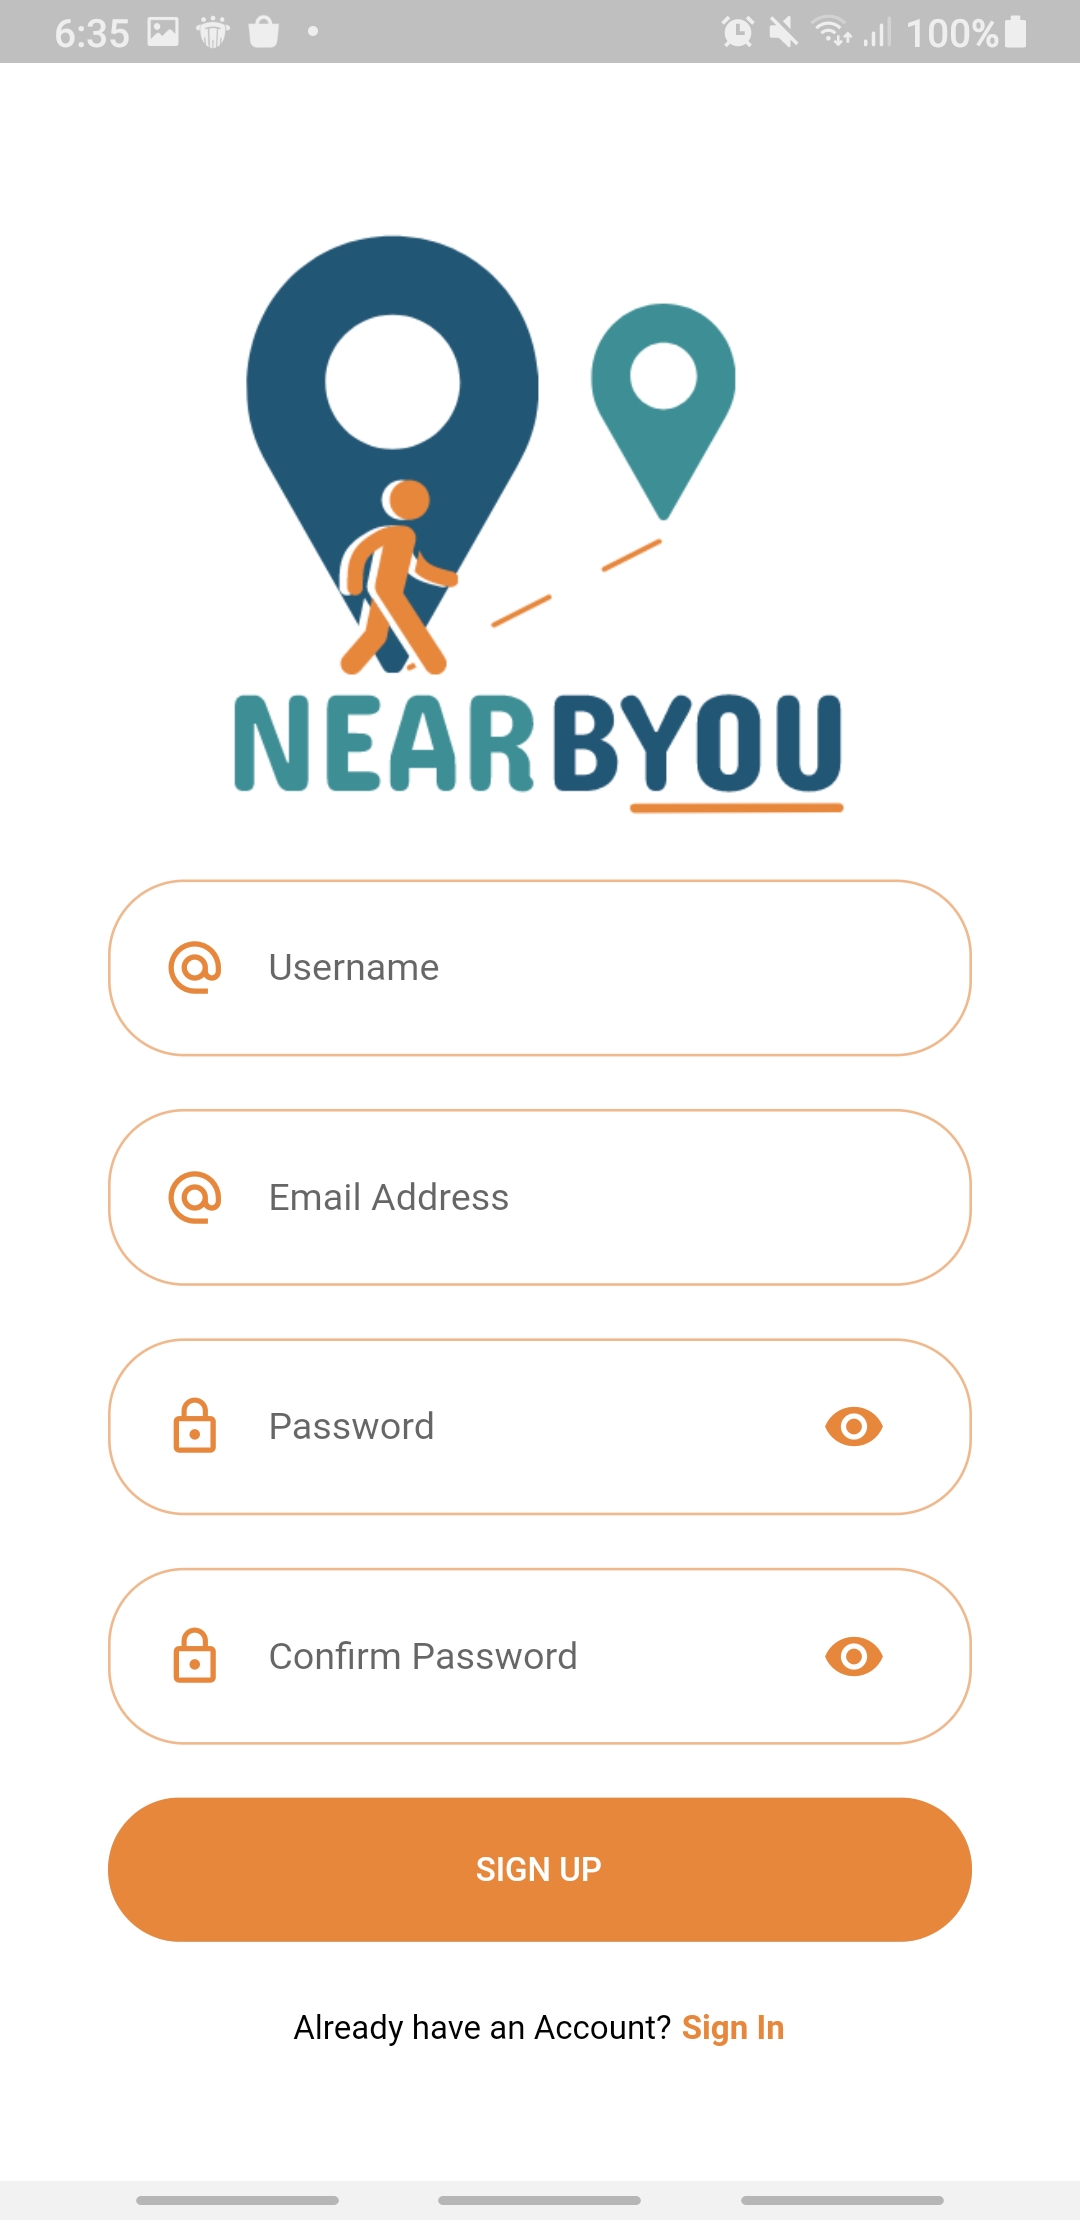 6:35 100%
NEARBYOU
Username
Email Address
Password
Confirm Password
SIGN UP
Already have an Account? Sign In